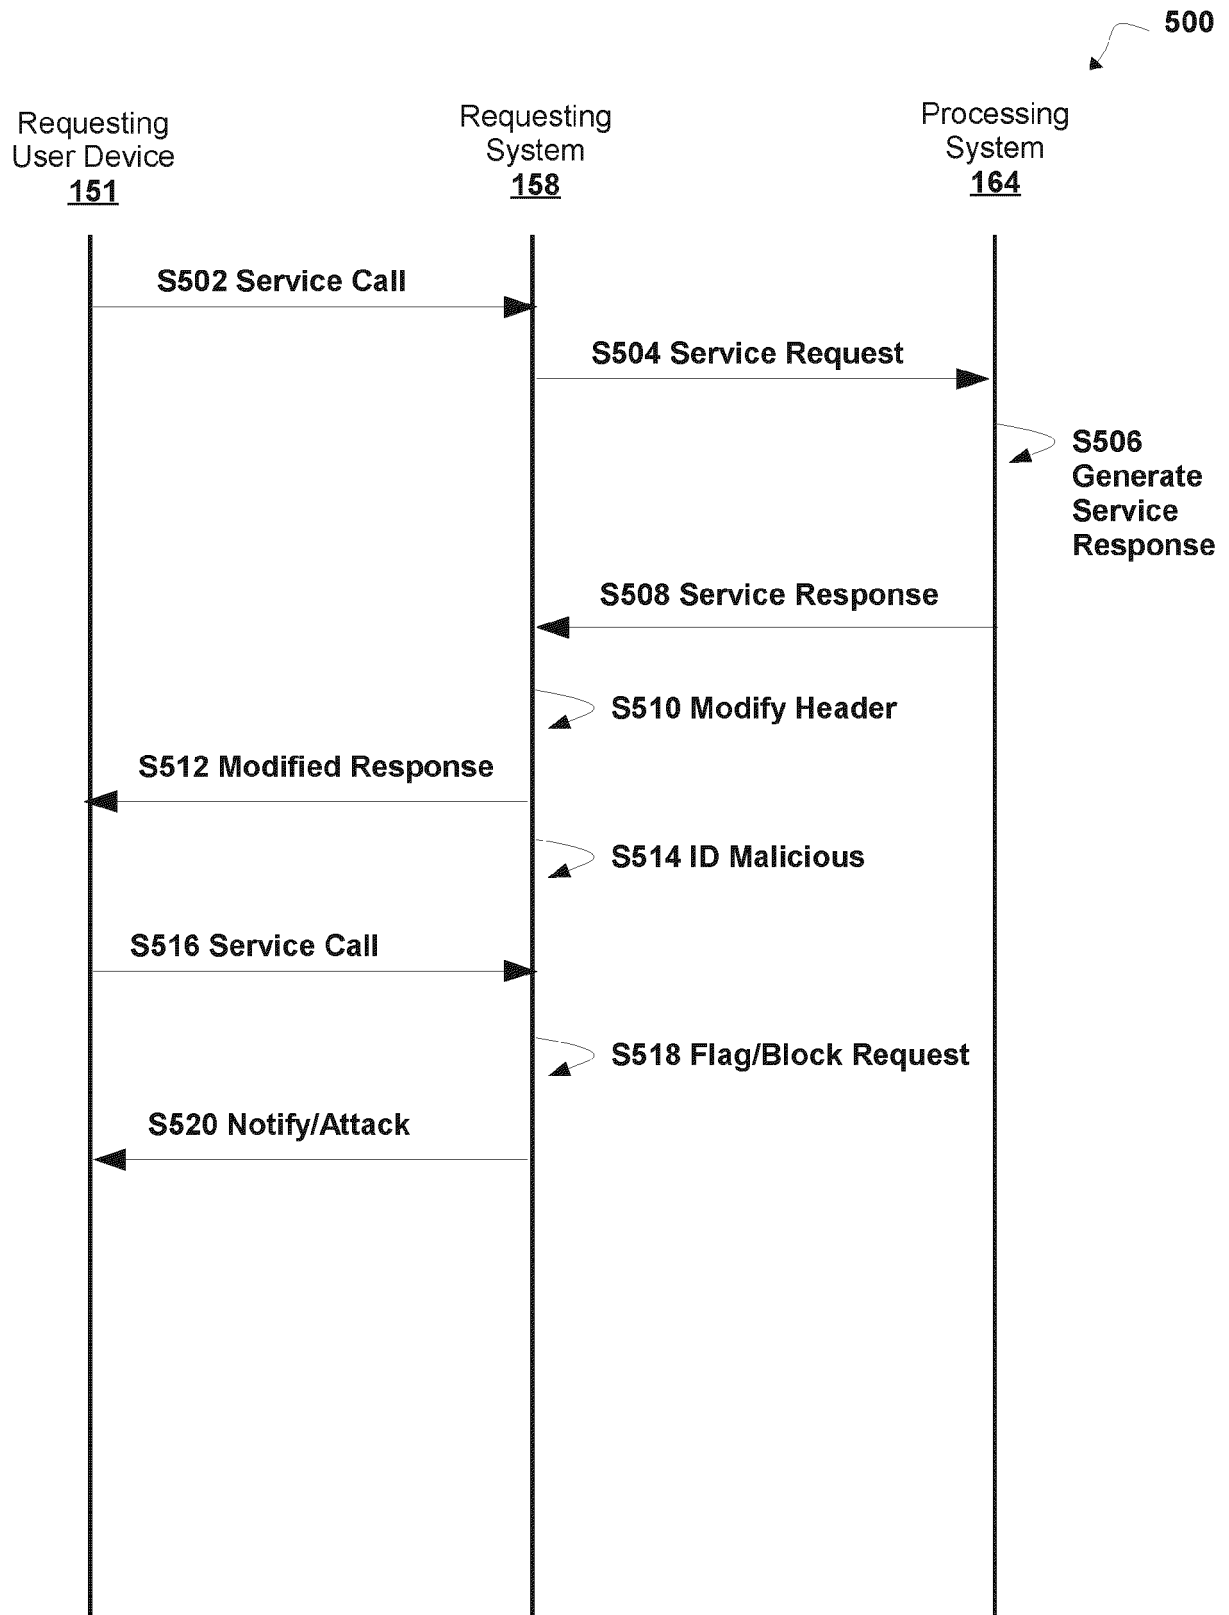 500
Requesting
User Device
151
Requesting
System
158
Processing
System
164
S502 Service Call
S504 Service Request
S506
Generate
Service
Response
S508 Service Response
S510 Modify Header
S512 Modified Response
S514 ID Malicious
S516 Service Call
S518 Flag/Block Request
S520 Notify/Attack